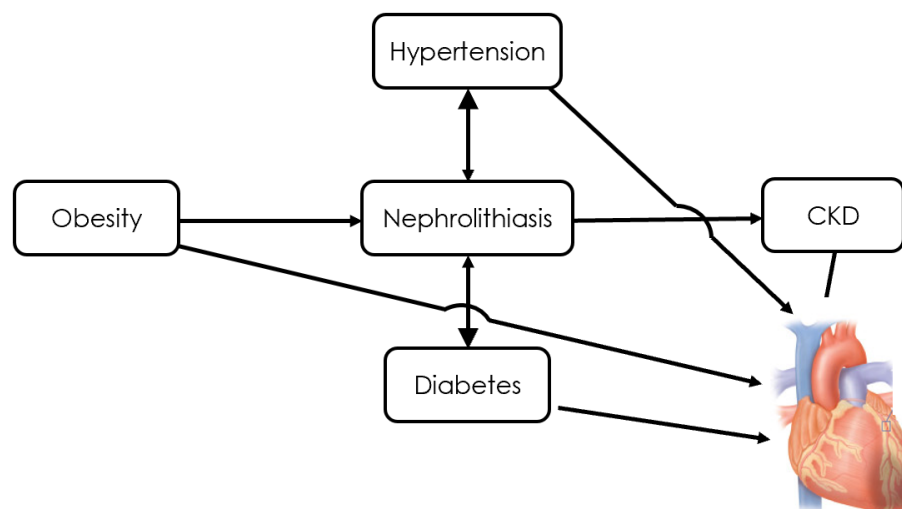 Hypertension
Obesity
Nephrolithiasis
CKD
Diabetes